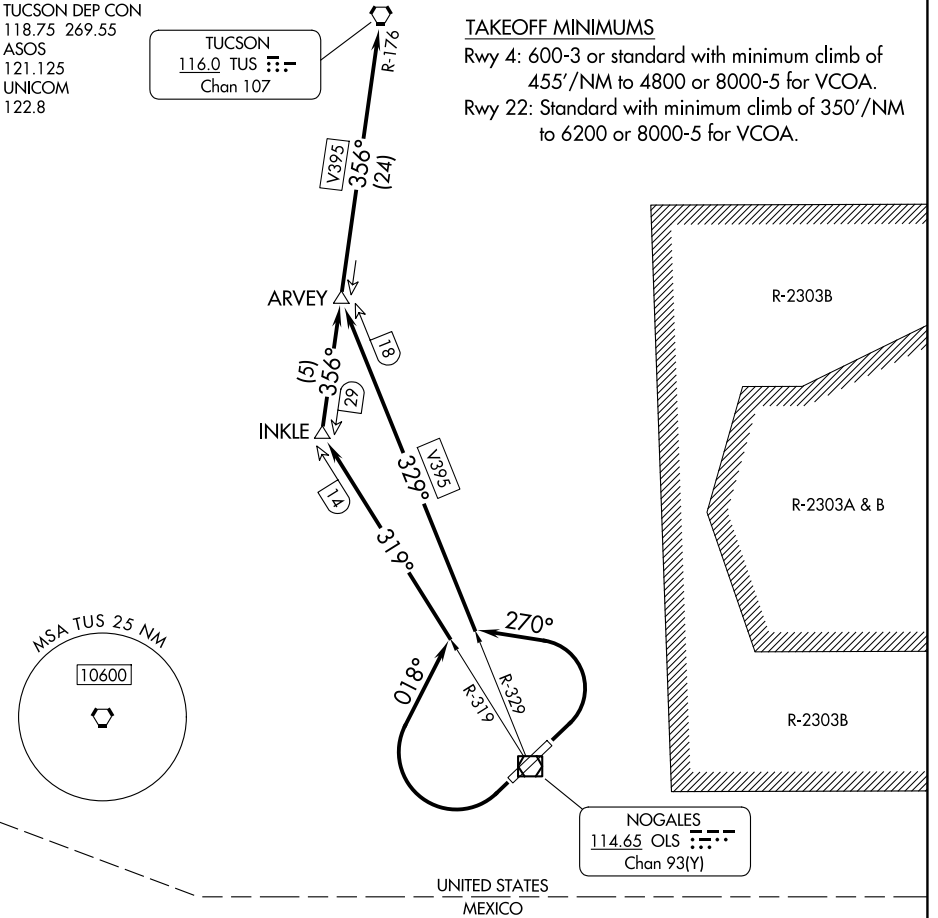 TUCSON DEP CON
118.75 269.55
ASOS
121.125
UNICOM
122.8
TUCSON
116.0 TUS
Chan 107
R-176
TAKEOFF MINIMUMS
Rwy 4: 600-3 or standard with minimum climb of
455'/NM to 4800 or 8000-5 for VCOA.
Rwy 22: Standard with minimum climb of 350'/NM
to 6200 or 8000-5 for VCOA.
V395
356°
(24)
ARVEY
18
(5)
356°
29
INKLE
14
V395
329°
319°
R-2303B
R-2303A & B
R-2303B
MSA TUS 25 NM
10600
018°
270°
R-319
R-329
NOGALES
114.65 OLS
Chan 93(Y)
UNITED STATES
MEXICO